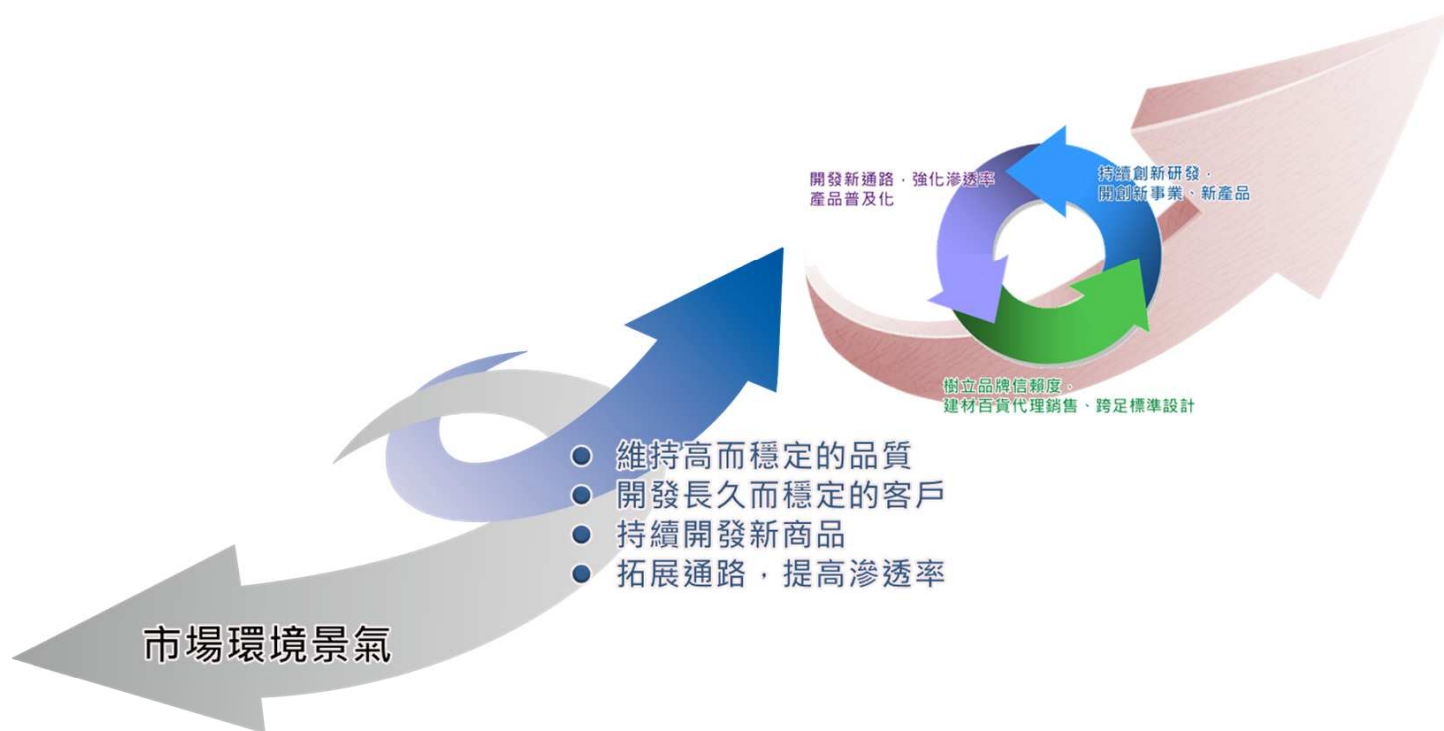 開發新通路，強化滲透率
產品普及化
持續創新研發，
開創新事業、新產品
樹立品牌信賴度，
建材百貨代理銷售、跨足標準設計
● 維持高而穩定的品質
● 開發長久而穩定的客戶
● 持續開發新商品
● 拓展通路，提高滲透率
市場環境景氣